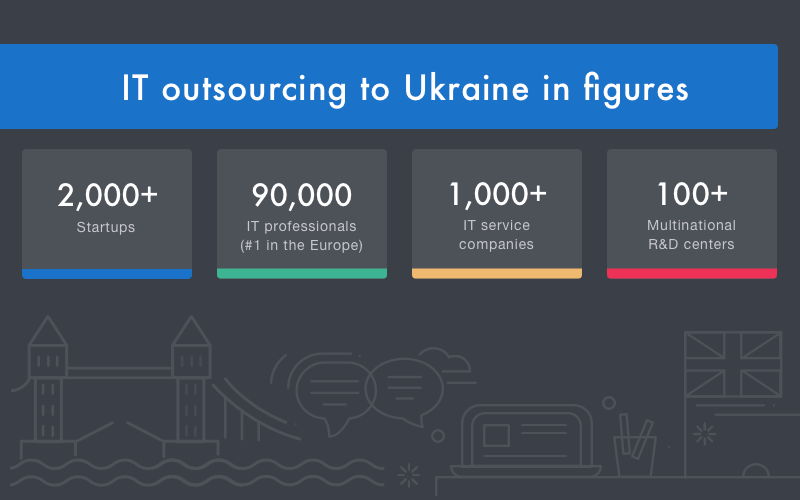 IT outsourcing to Ukraine in figures
2,000+
Startups
90,000
IT professionals
(#1 in the Europe)
1,000+
IT service
companies
100+
Multinational
R&D centers